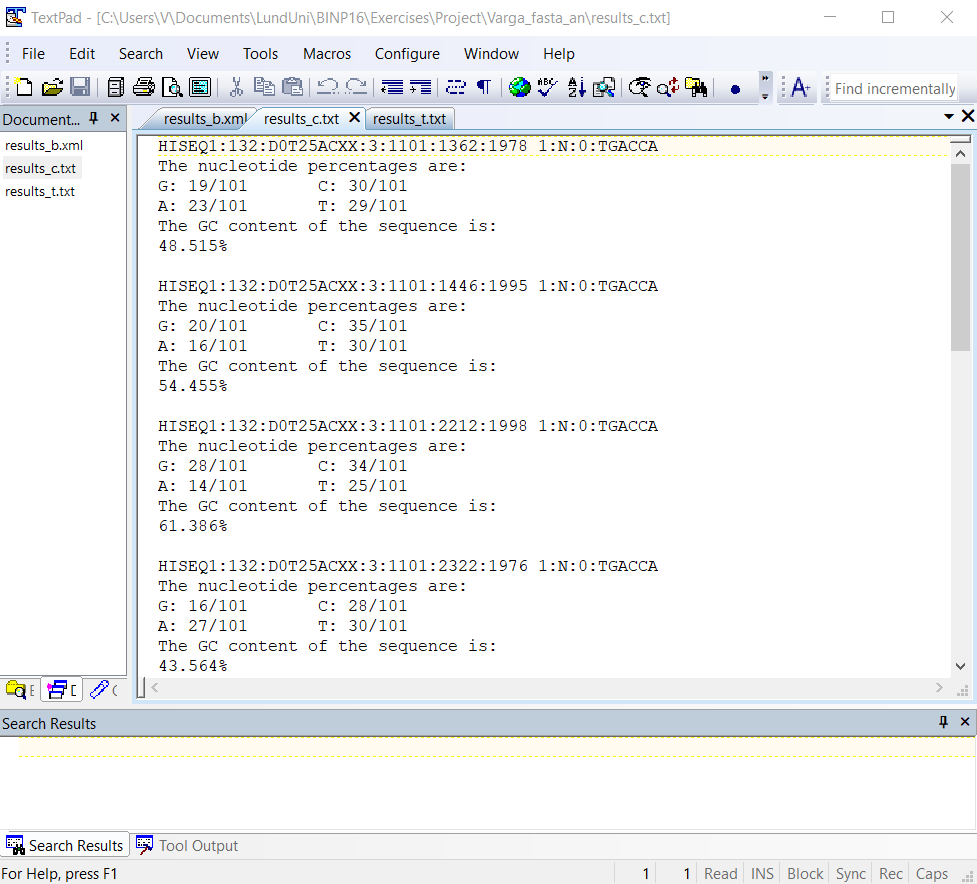 TextPad - [C:\Users\V\Documents\LundUni\BINP16\Exercises\Project\Varga_fasta_an\results_c.txt]
File Edit Search View Tools Macros Configure Window Help
Find incrementally
Document...
results_b.xml results_c.txt results_t.txt
results_b.xml
results_c.txt
results_t.txt
HISEQ1:132:D0T25ACXX:3:1101:1362:1978 1:N:0:TGACCA
The nucleotide percentages are:
G: 19/101 C: 30/101
A: 23/101 T: 29/101
The GC content of the sequence is:
48.515%
HISEQ1:132:D0T25ACXX:3:1101:1446:1995 1:N:0:TGACCA
The nucleotide percentages are:
G: 20/101 C: 35/101
A: 16/101 T: 30/101
The GC content of the sequence is:
54.455%
HISEQ1:132:D0T25ACXX:3:1101:2212:1998 1:N:0:TGACCA
The nucleotide percentages are:
G: 28/101 C: 34/101
A: 14/101 T: 25/101
The GC content of the sequence is:
61.386%
HISEQ1:132:D0T25ACXX:3:1101:2322:1976 1:N:0:TGACCA
The nucleotide percentages are:
G: 16/101 C: 28/101
A: 27/101 T: 30/101
The GC content of the sequence is:
43.564%
Search Results
Search Results Tool Output
For Help, press F1 1 1 Read INS Block Sync Rec Caps